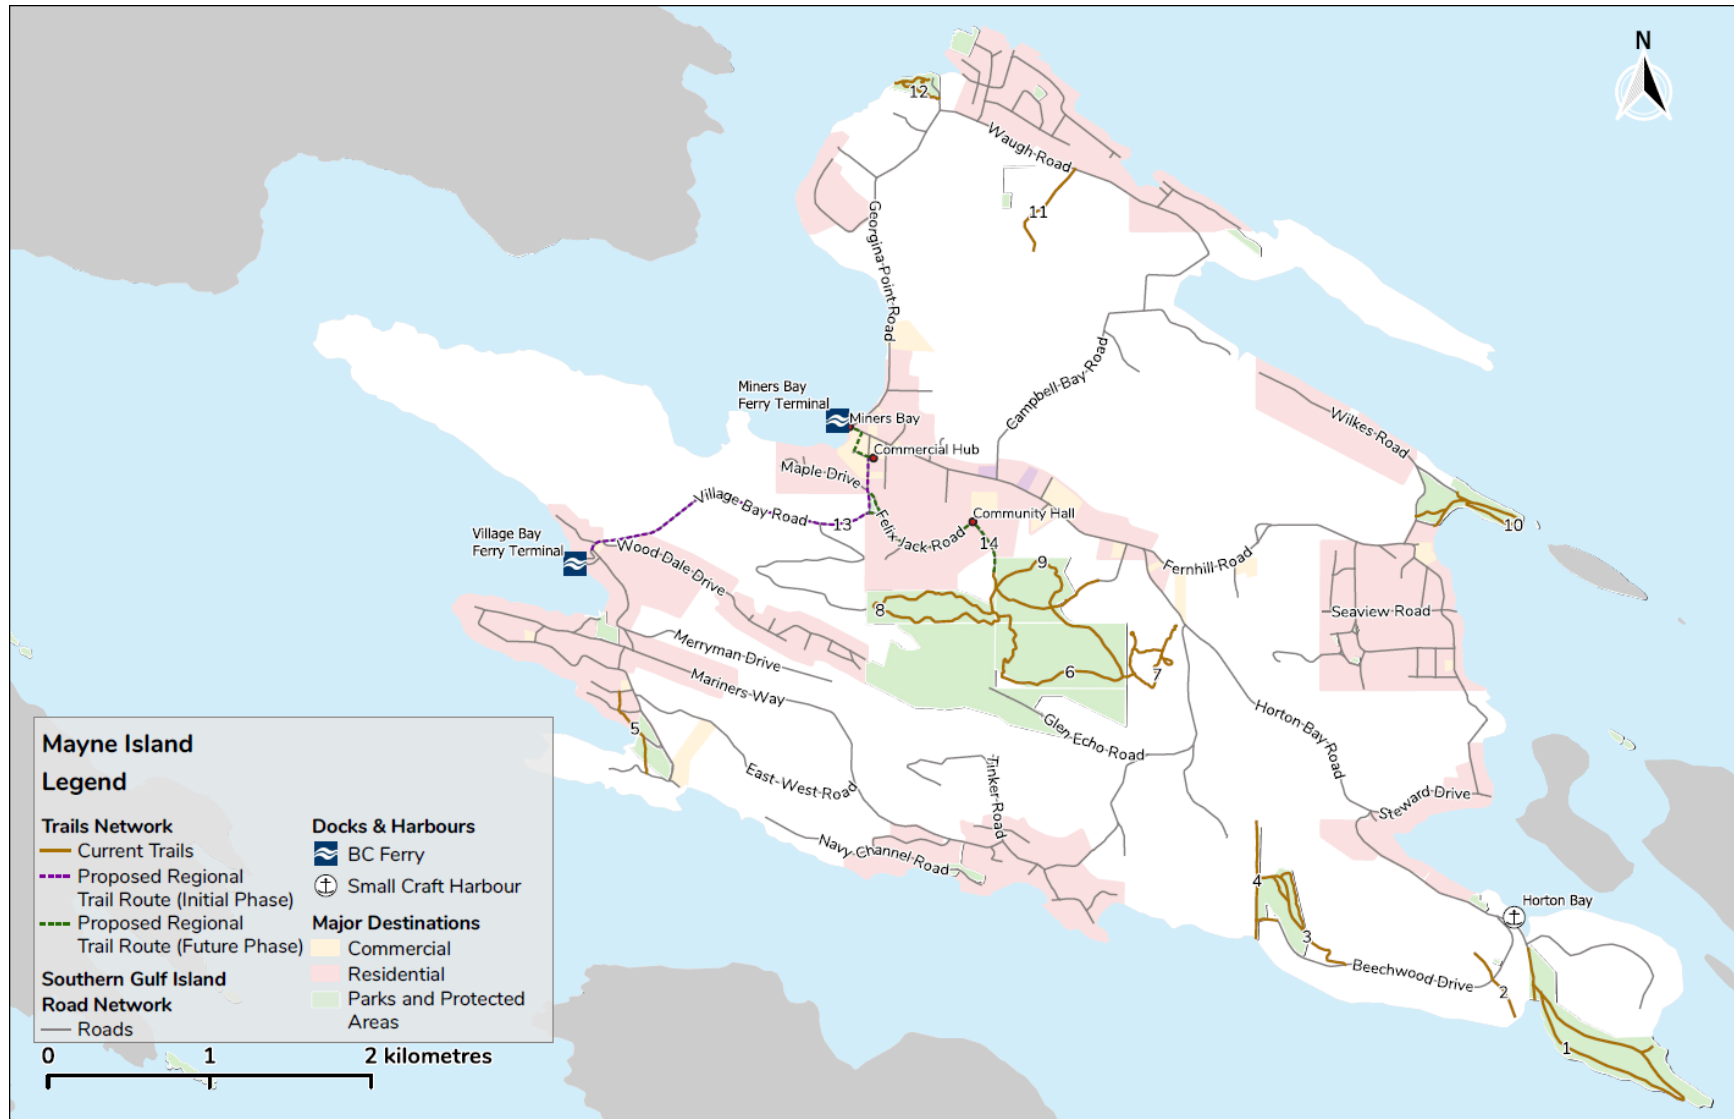 N
12
Waugh Road
11
Georgina Point Road
Miners Bay
Ferry Terminal
Miners Bay
Campbell Bay Road
Wilkes Road
Commercial Hub
Maple Drive
Village Bay Road
13
Felix Jack Road
Community Hall
14
10
Village Bay
Ferry Terminal
Wood Dale Drive
9
Fernhill Road
8
Seaview Road
Merryman Drive
6
7
Mariners Way
5
Glen Echo Road
Horton Bay Road
East-West Road
Tinker Road
Steward Drive
Navy Channel Road
4
3
Horton Bay
Beechwood Drive
2
1
Mayne Island
Legend
Trails Network
Current Trails
Proposed Regional
Trail Route (Initial Phase)
Proposed Regional
Trail Route (Future Phase)
Southern Gulf Island
Road Network
Roads
Docks & Harbours
BC Ferry
Small Craft Harbour
Major Destinations
Commercial
Residential
Parks and Protected
Areas
0 1 2 kilometres